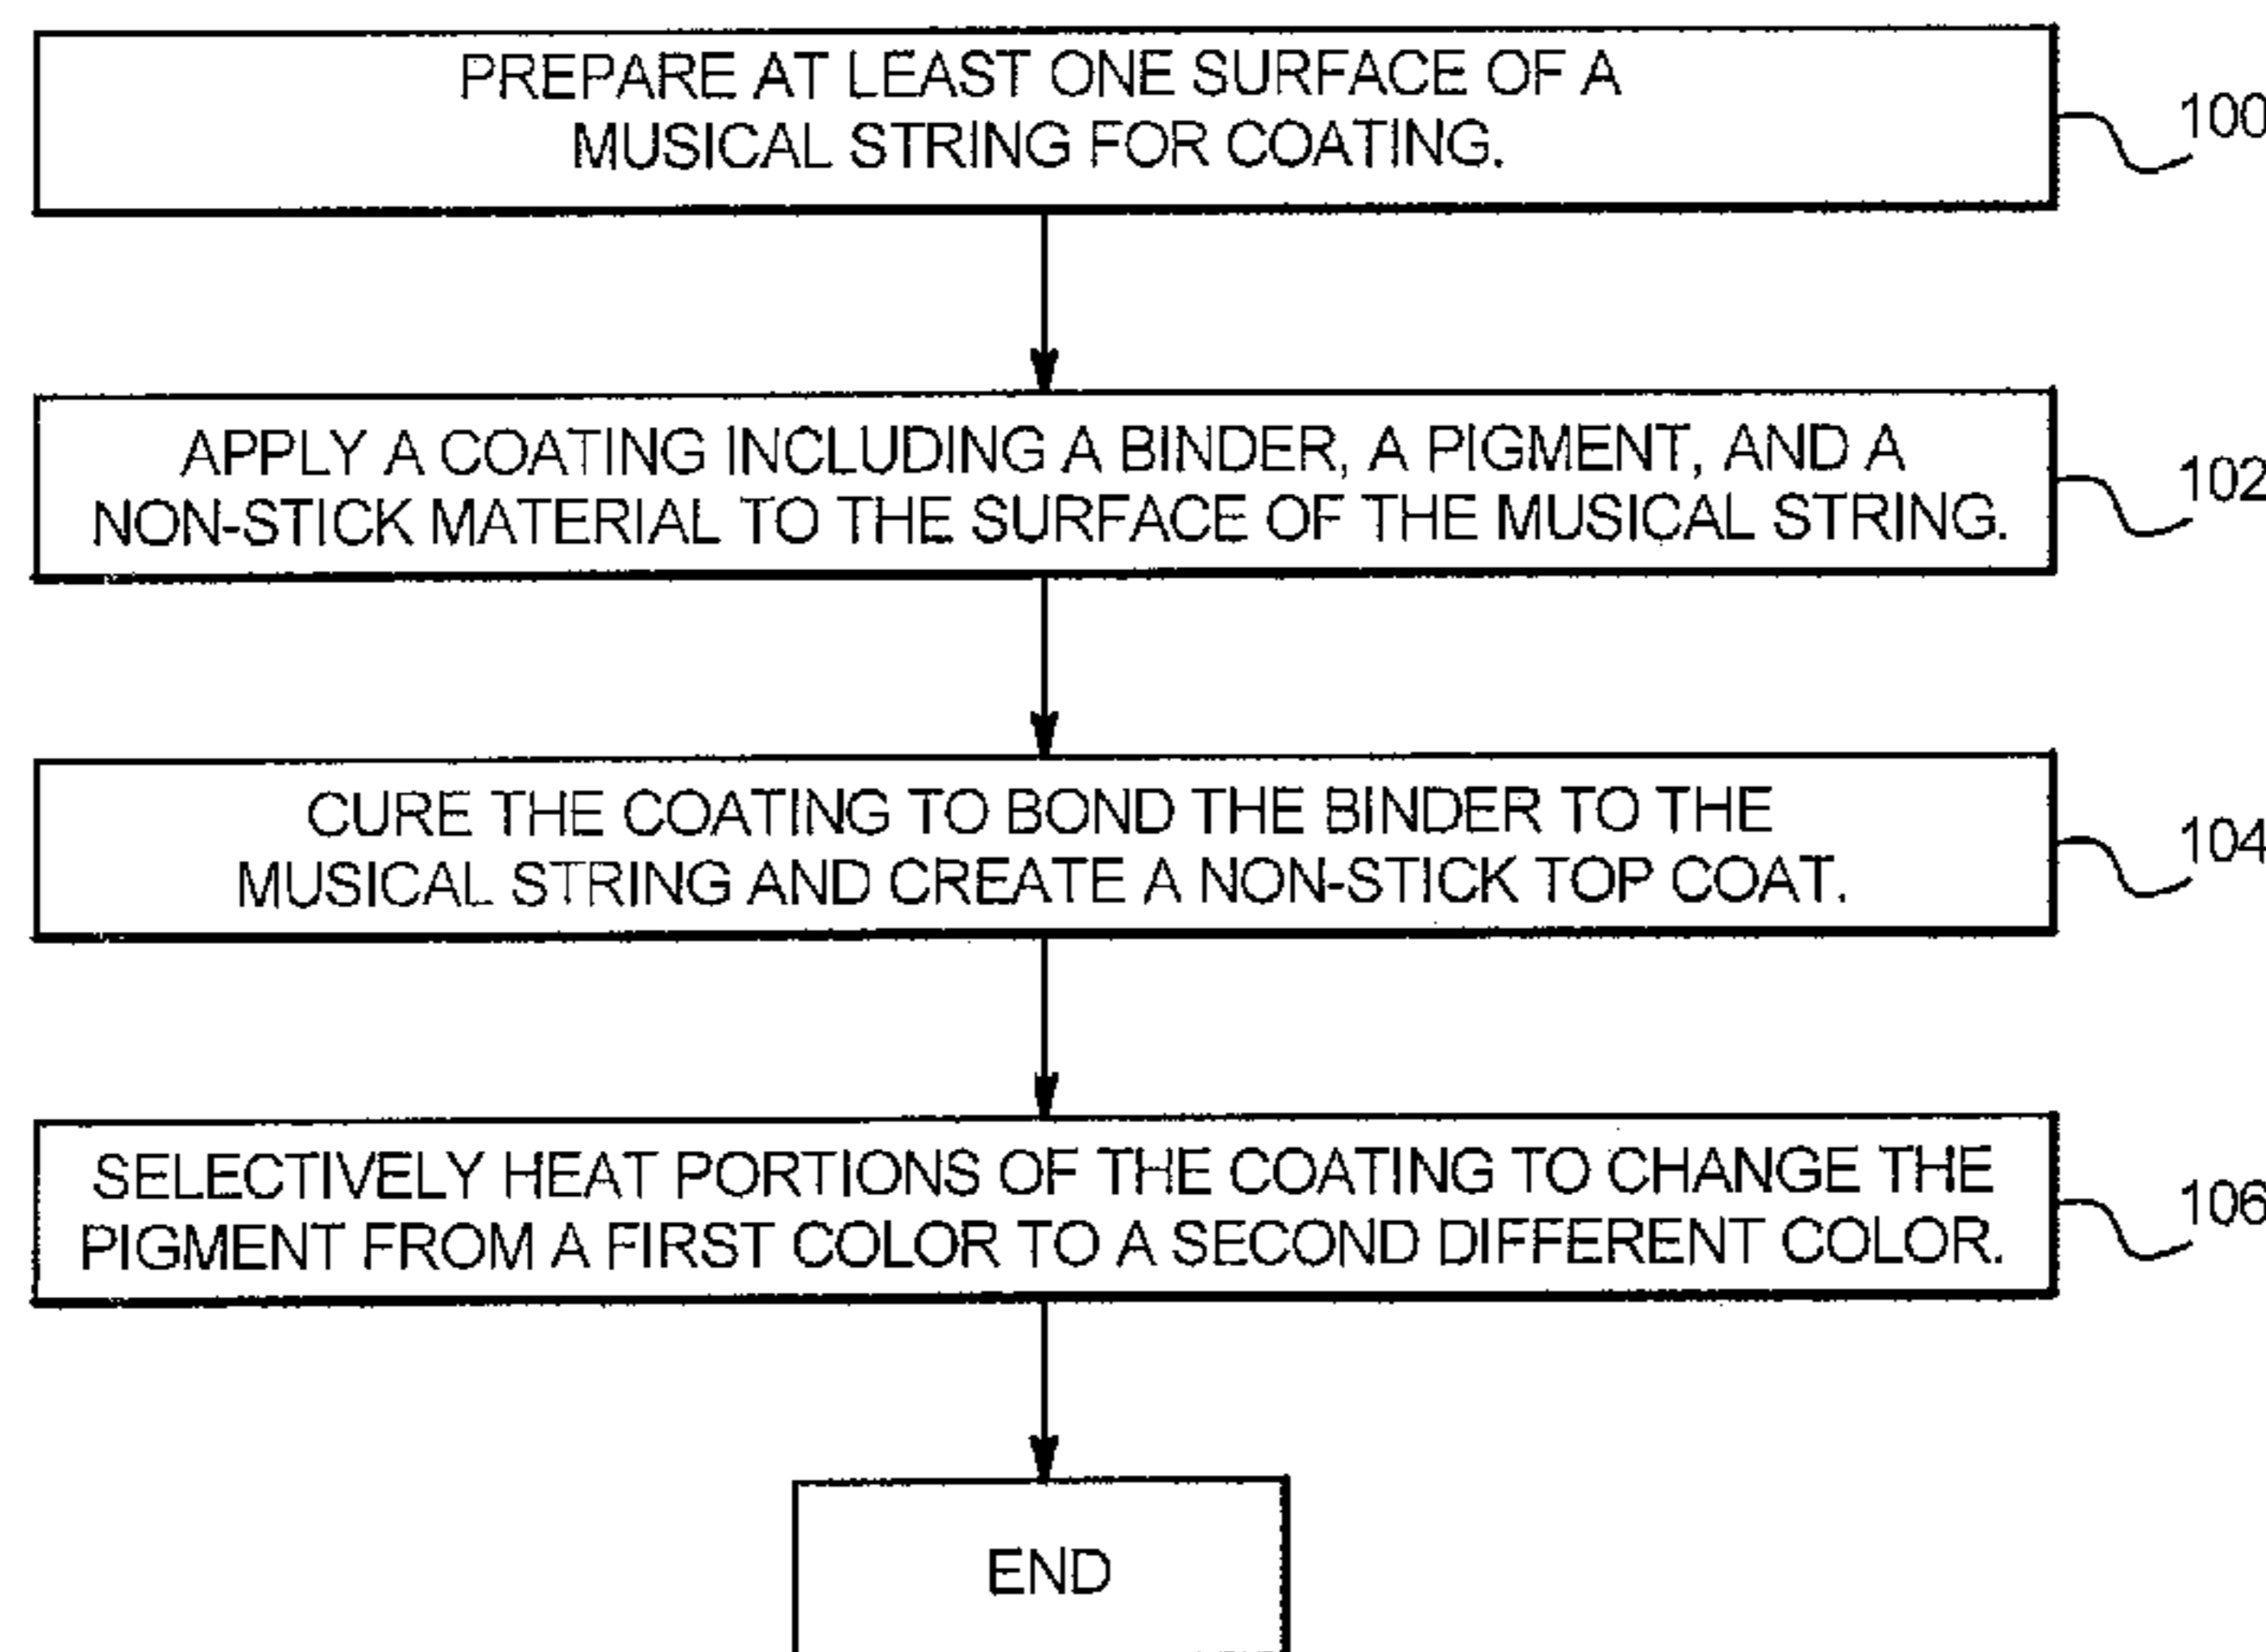 PREPARE AT LEAST ONE SURFACE OF A
MUSICAL STRING FOR COATING.
100
APPLY A COATING INCLUDING A BINDER, A PIGMENT, AND A
NON-STICK MATERIAL TO THE SURFACE OF THE MUSICAL STRING.
102
CURE THE COATING TO BOND THE BINDER TO THE
MUSICAL STRING AND CREATE A NON-STICK TOP COAT.
104
SELECTIVELY HEAT PORTIONS OF THE COATING TO CHANGE THE
PIGMENT FROM A FIRST COLOR TO A SECOND DIFFERENT COLOR.
106
END